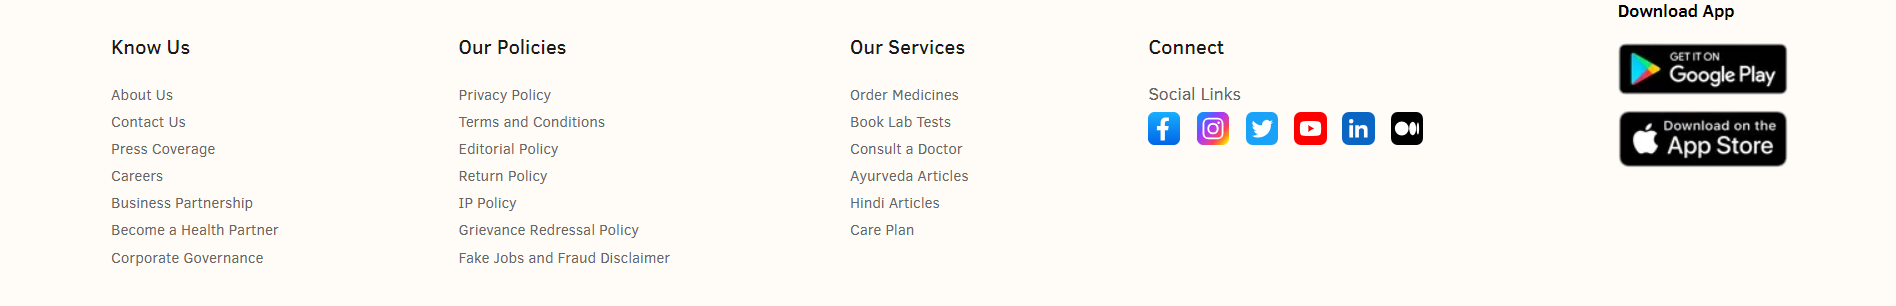 Know Us
About Us
Contact Us
Press Coverage
Careers
Business Partnership
Become a Health Partner
Corporate Governance
Our Policies
Privacy Policy
Terms and Conditions
Editorial Policy
Return Policy
IP Policy
Grievance Redressal Policy
Fake Jobs and Fraud Disclaimer
Our Services
Order Medicines
Book Lab Tests
Consult a Doctor
Ayurveda Articles
Hindi Articles
Care Plan
Connect
Social Links
in
Download App
GET IT ON
Google Play
Download on the
App Store